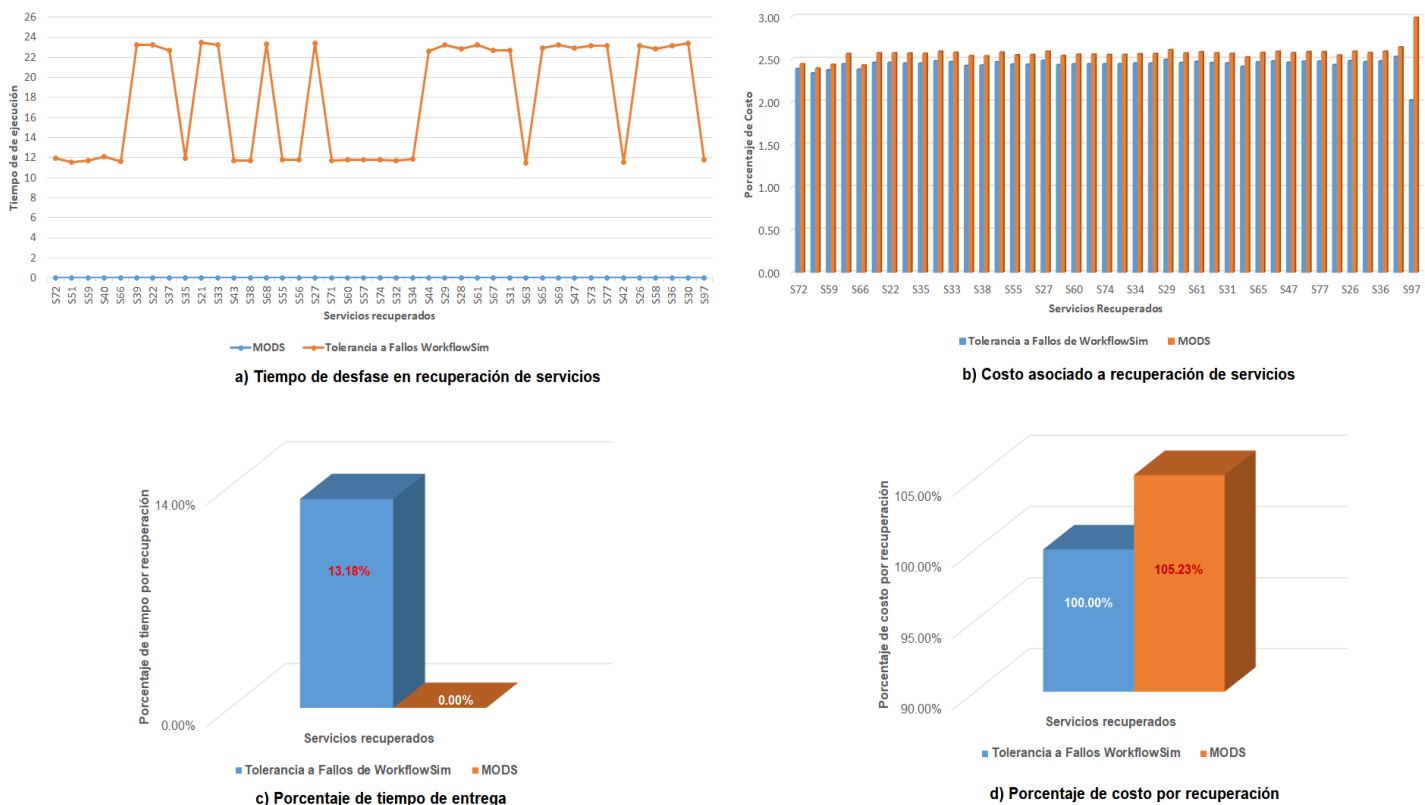 26
24
22
20
18
16
14
12
10
8
6
4
2
0
Tiempo de de ejecución
S72 S51 S59 S40 S66 S39 S22 S37 S35 S21 S33 S43 S38 S68 S55 S56 S27 S71 S60 S57 S74 S32 S34 S44 S29 S28 S61 S67 S31 S63 S65 S69 S47 S73 S77 S42 S26 S58 S36 S30 S97
Servicios recuperados
MODS Tolerancia a Fallos WorkflowSim
a) Tiempo de desfase en recuperación de servicios
3.00
2.50
2.00
1.50
1.00
0.50
0.00
Porcentaje de Costo
S72 S59 S66 S22 S35 S33 S38 S55 S27 S60 S74 S34 S29 S61 S31 S65 S47 S77 S26 S36 S97
Servicios Recuperados
Tolerancia a Fallos de WorkflowSim MODS
b) Costo asociado a recuperación de servicios
Porcentaje de tiempo por recuperación
14.00%
0.00%
13.18%
0.00%
Servicios recuperados
Tolerancia a Fallos de WorkflowSim MODS
c) Porcentaje de tiempo de entrega
Porcentaje de costo por recuperación
105.00%
100.00%
95.00%
90.00%
100.00%
105.23%
Servicios recuperados
Tolerancia a Fallos de WorkflowSim MODS
d) Porcentaje de costo por recuperación